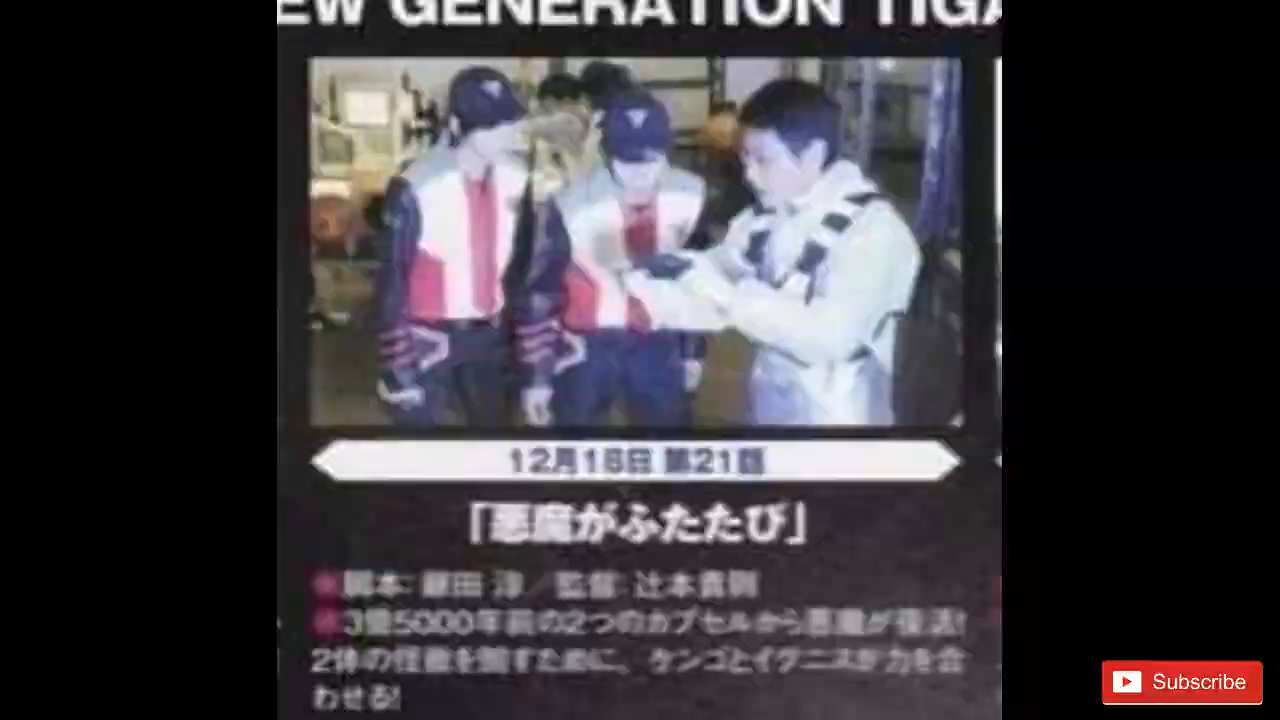 EW GENERATION TIGA
12月18日 第21話
「悪魔がふたたび」
脚本:継田 淳/監督:辻本貴則
3億5000年前の2つのカプセルから悪魔が復活!
2体の怪獣を倒すために、ケンゴとイグニスが力を合
わせる!
Subscribe